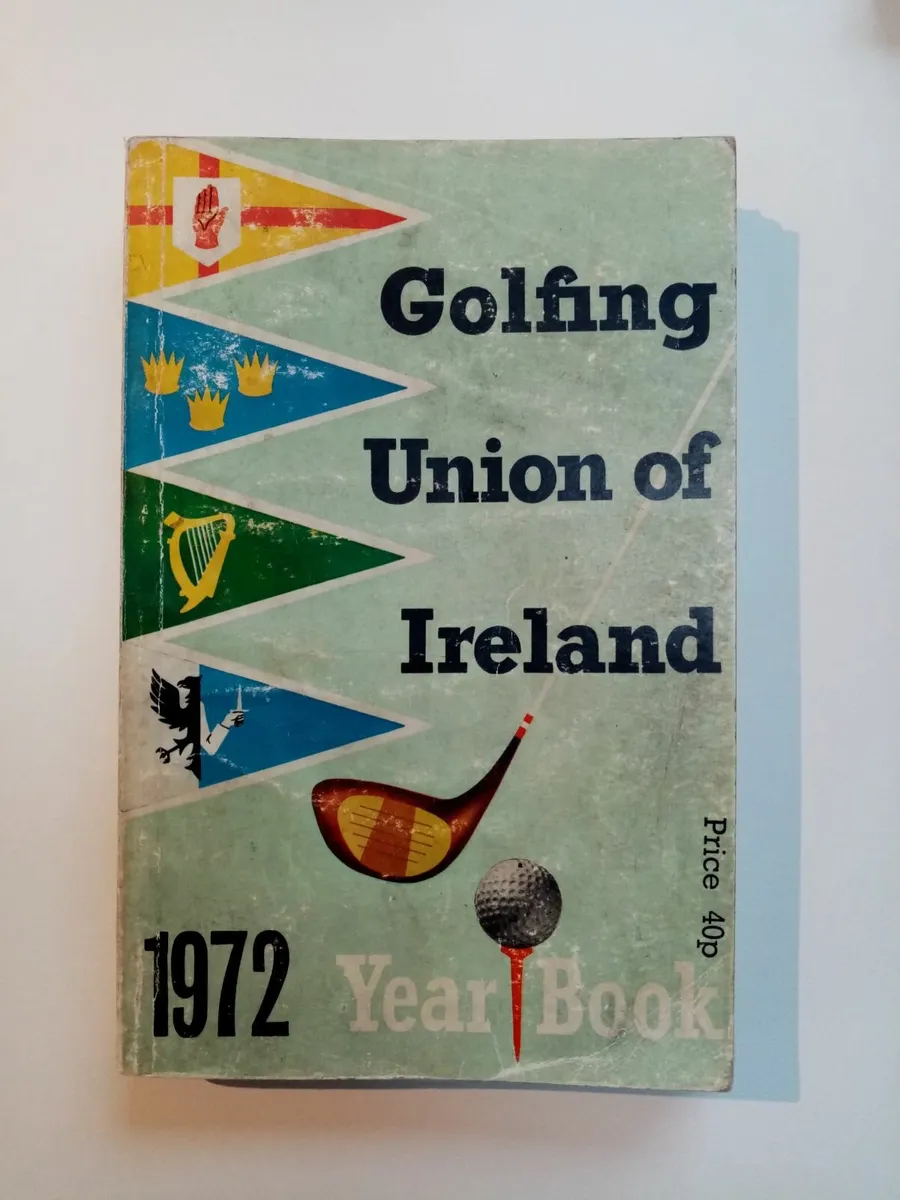 Golfing
Union of
Ireland
Price 40p
1972 Year Book